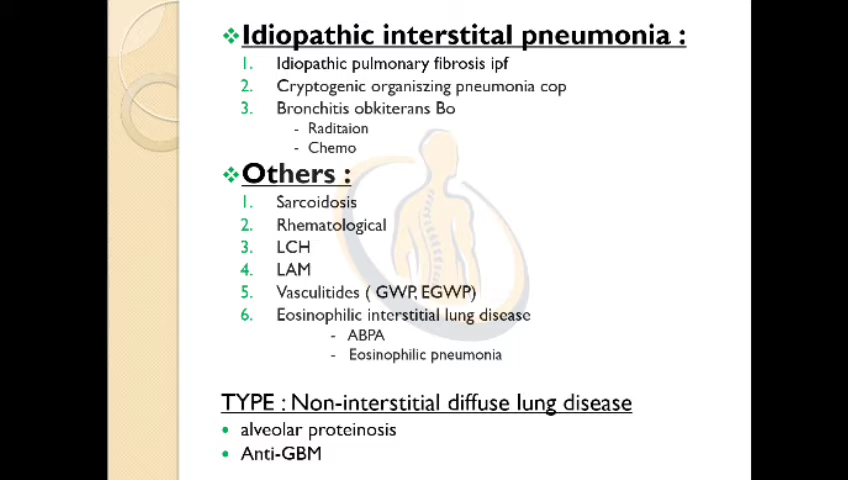 Idiopathic interstital pneumonia :
1. Idiopathic pulmonary fibrosis ipf
2. Cryptogenic organiszing pneumonia cop
3. Bronchitis obkiterans Bo
- Raditaion
- Chemo
Others :
1. Sarcoidosis
2. Rhematological
3. LCH
4. LAM
5. Vasculitides ( GWP, EGWP)
6. Eosinophilic interstitial lung disease
- ABPA
- Eosinophilic pneumonia
TYPE : Non-interstitial diffuse lung disease
• alveolar proteinosis
• Anti-GBM